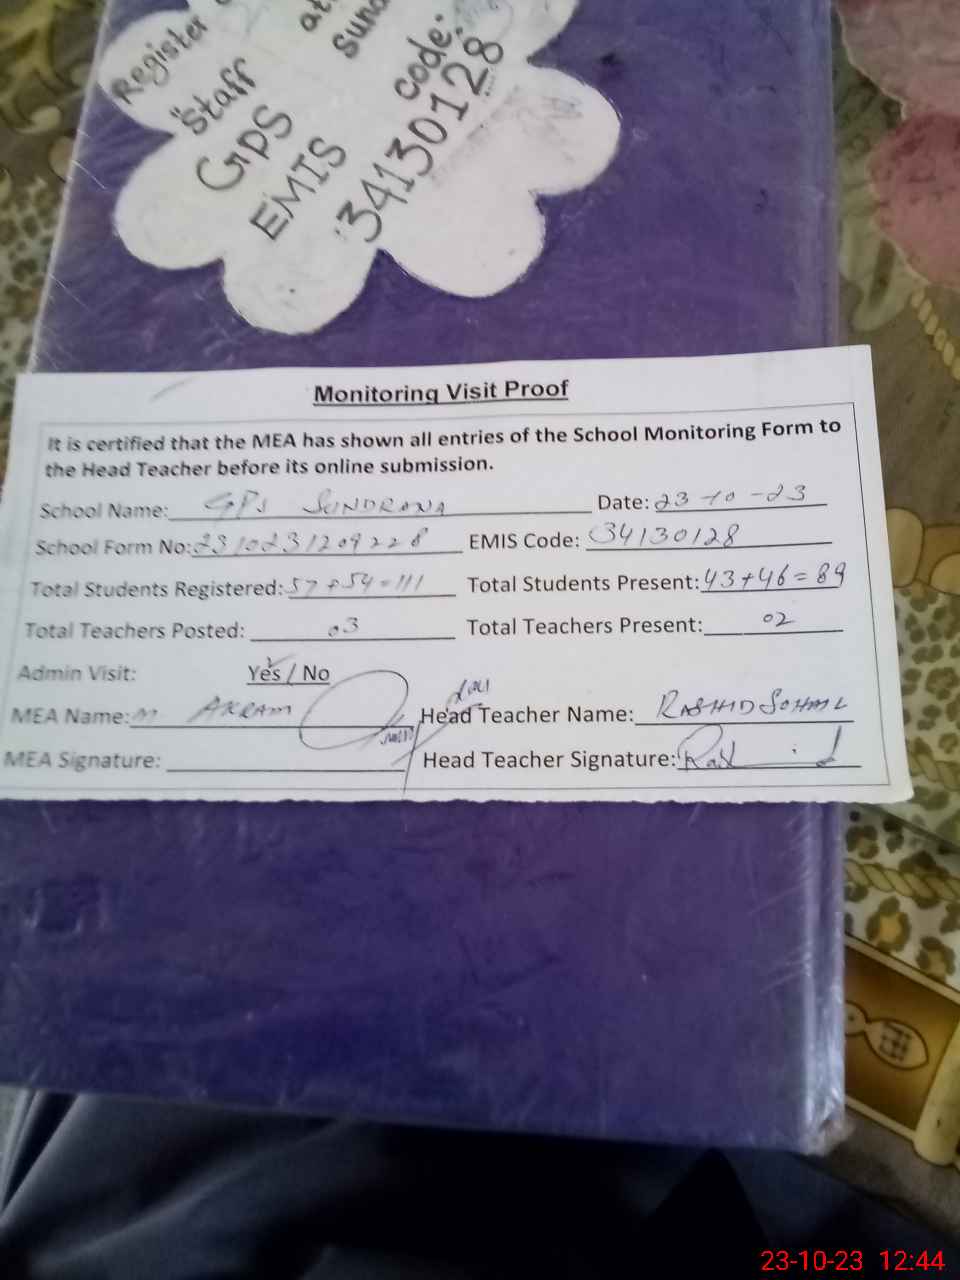 Register
at
Staff
sund
GPS
code:
EMIS
34130128
Monitoring Visit Proof
It is certified that the MEA has shown all entries of the School Monitoring Form to
the Head Teacher before its online submission.
School Name: GPS SUNDRANA Date: 23-10-23
School Form No: 2310231209228 EMIS Code: 34130128
Total Students Registered: 57+54=111 Total Students Present: 43+46=89
Total Teachers Posted: 03 Total Teachers Present: 02
Admin Visit: Yes / No
MEA Name: M AKRAM Head Teacher Name: RASHID SOHAIL
MEA Signature: Head Teacher Signature:
23-10-23 12:44